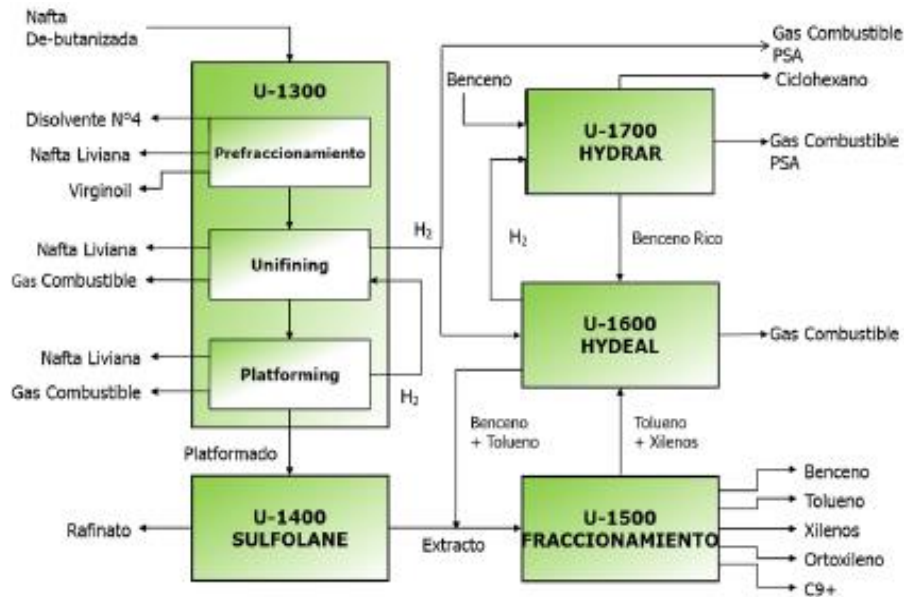 Nafta
De-butanizada
U-1300
Disolvente N°4
Prefraccionamiento
Nafta Liviana
Virginoil
Nafta Liviana
Unifining
Gas Combustible
Nafta Liviana
Platforming
Gas Combustible
H₂
Platformado
U-1400
SULFOLANE
Rafinato
Extracto
H₂
Benceno
+ Tolueno
Tolueno
+ Xilenos
U-1500
FRACCIONAMIENTO
Benceno
Tolueno
Xilenos
Ortoxileno
C9+
U-1600
HYDEAL
Gas Combustible
H₂
Benceno Rico
Benceno
U-1700
HYDRAR
Gas Combustible
PSA
Ciclohexano
Gas Combustible
PSA